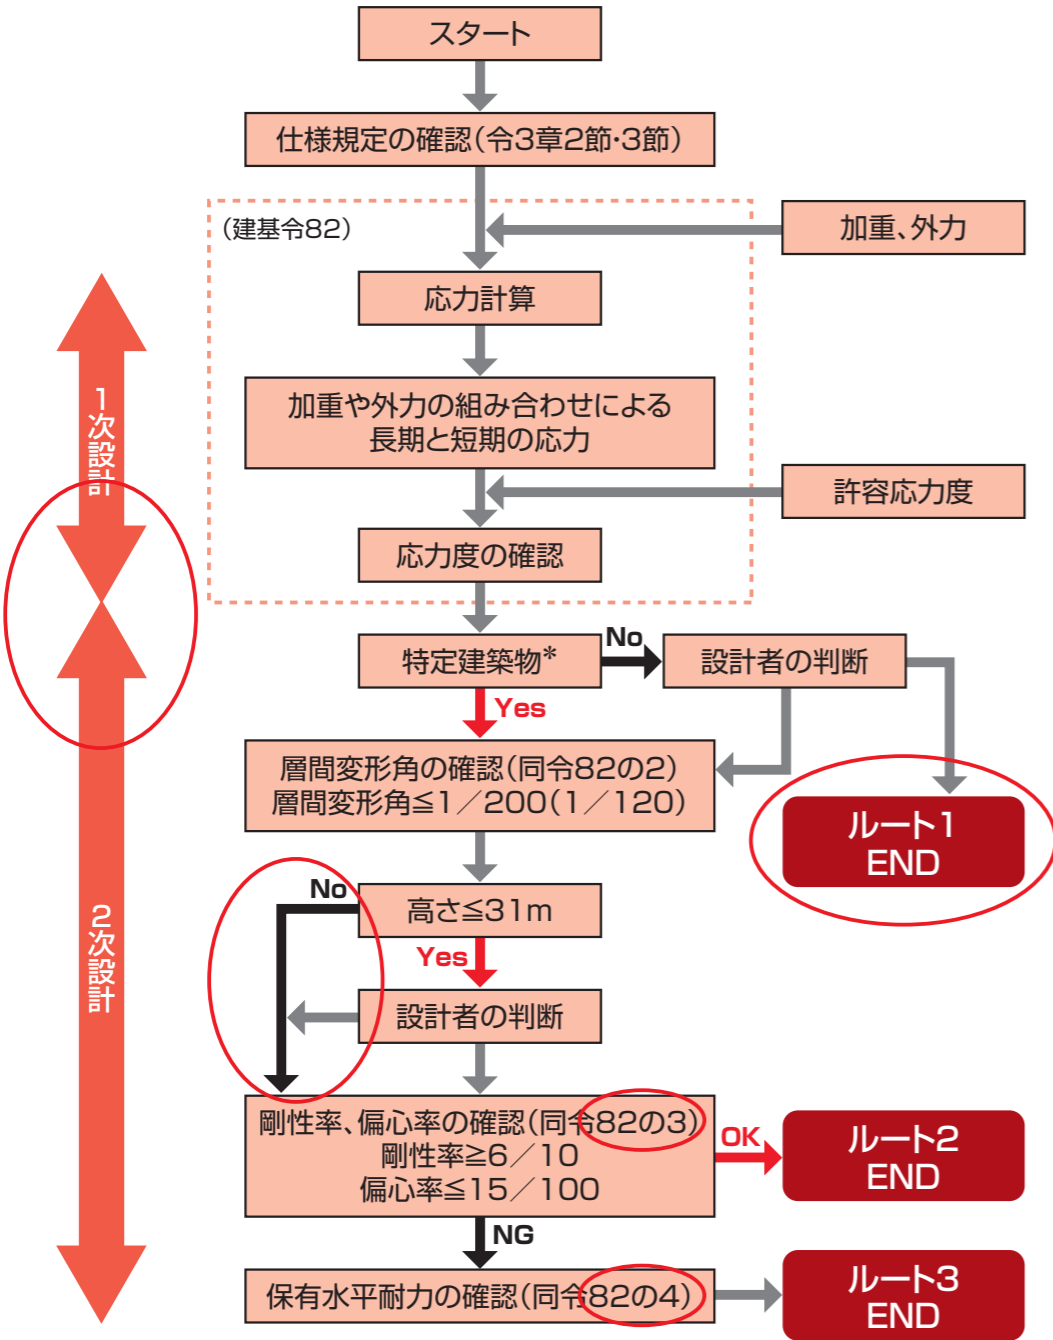 スタート
仕様規定の確認(令3章2節・3節)
(建基令82)
加重、外力
応力計算
1次設計
加重や外力の組み合わせによる
長期と短期の応力
許容応力度
応力度の確認
特定建築物*
No
設計者の判断
Yes
層間変形角の確認(同令82の2)
層間変形角≦1/200(1/120)
ルート1
END
2次設計
No
高さ≦31m
Yes
設計者の判断
剛性率、偏心率の確認(同令82の3)
剛性率≧6/10
偏心率≦15/100
OK
ルート2
END
NG
保有水平耐力の確認(同令82の4)
ルート3
END